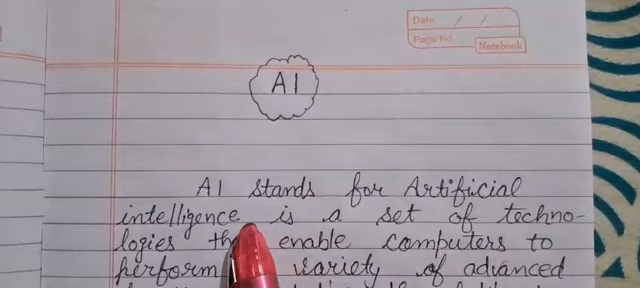 Date / /
Page No.
Notebook
AI
AI stands for Artificial
intelligence is a set of techno-
logies th enable computers to
perform variety of advanced